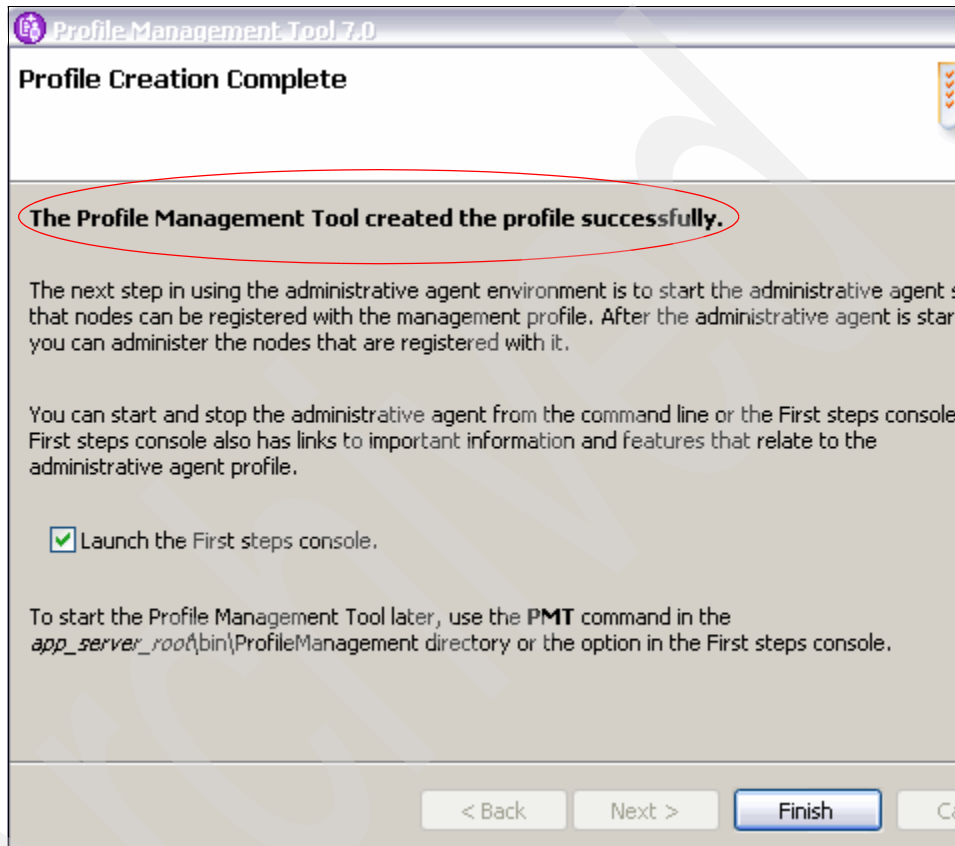 Profile Management Tool 7.0
Profile Creation Complete
The Profile Management Tool created the profile successfully.
The next step in using the administrative agent environment is to start the administrative agent s
that nodes can be registered with the management profile. After the administrative agent is star
you can administer the nodes that are registered with it.
You can start and stop the administrative agent from the command line or the First steps console
First steps console also has links to important information and features that relate to the
administrative agent profile.
Launch the First steps console.
To start the Profile Management Tool later, use the PMT command in the
app_server_root\bin\ProfileManagement directory or the option in the First steps console.
< Back Next > Finish Ca